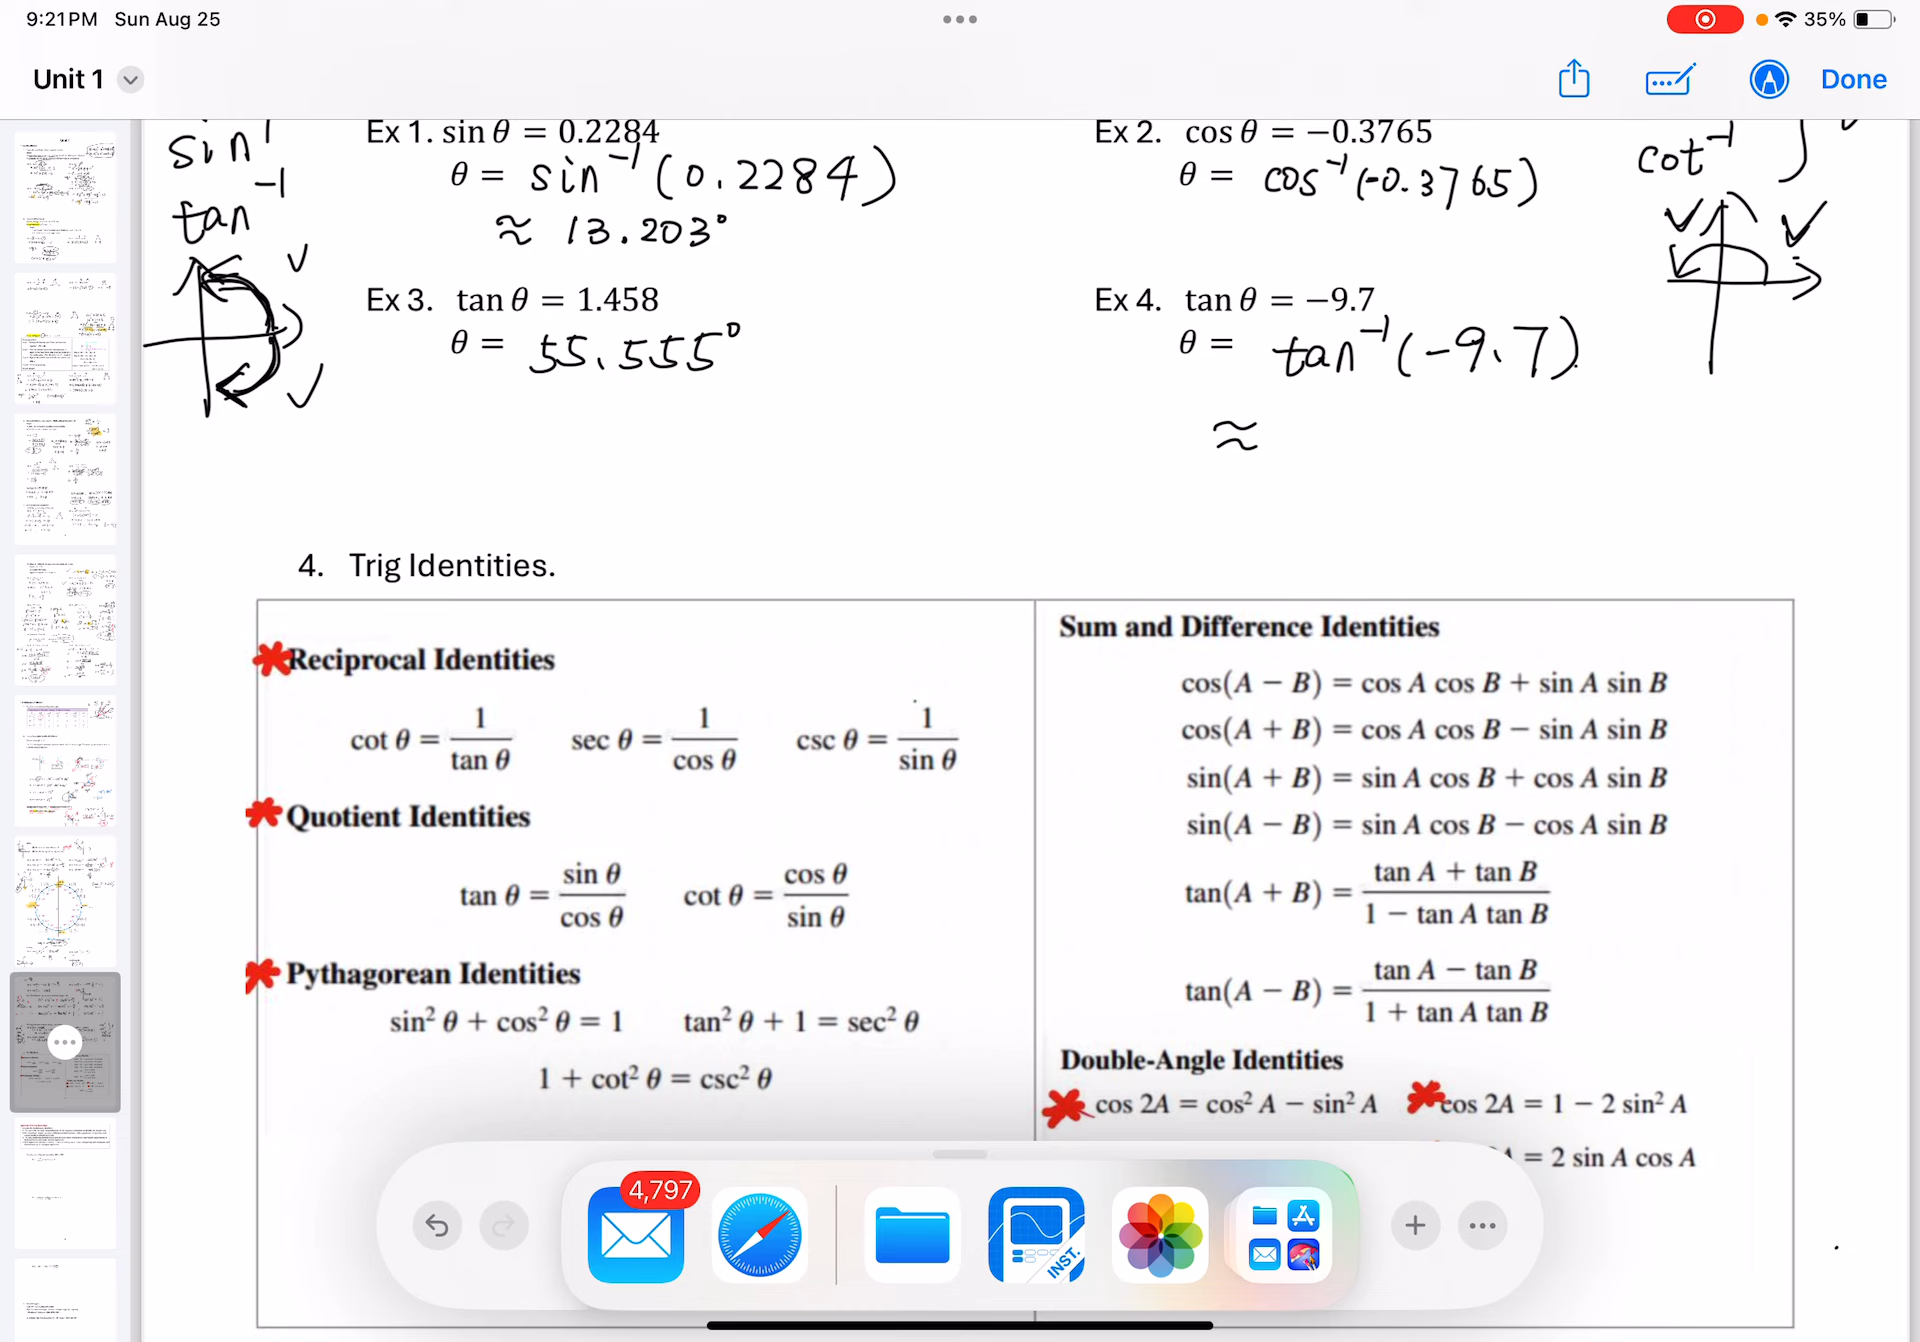 9:21 PM Sun Aug 25
35%
Unit 1
Done
sin⁻¹
tan⁻¹
Ex 1. sin θ = 0.2284
θ = sin⁻¹(0.2284)
≈ 13.203°
Ex 2. cos θ = −0.3765
θ = cos⁻¹(-0.3765)
cot⁻¹
Ex 3. tan θ = 1.458
θ = 55.555°
Ex 4. tan θ = −9.7
θ = tan⁻¹(-9.7)
≈
4. Trig Identities.
Reciprocal Identities
cot θ = 1/tan θ sec θ = 1/cos θ csc θ = 1/sin θ
Quotient Identities
tan θ = sin θ/cos θ cot θ = cos θ/sin θ
Pythagorean Identities
sin² θ + cos² θ = 1 tan² θ + 1 = sec² θ
1 + cot² θ = csc² θ
Sum and Difference Identities
cos(A − B) = cos A cos B + sin A sin B
cos(A + B) = cos A cos B − sin A sin B
sin(A + B) = sin A cos B + cos A sin B
sin(A − B) = sin A cos B − cos A sin B
tan(A + B) = (tan A + tan B)/(1 − tan A tan B)
tan(A − B) = (tan A − tan B)/(1 + tan A tan B)
Double-Angle Identities
cos 2A = cos² A − sin² A cos 2A = 1 − 2 sin² A
= 2 sin A cos A
4,797
INST.